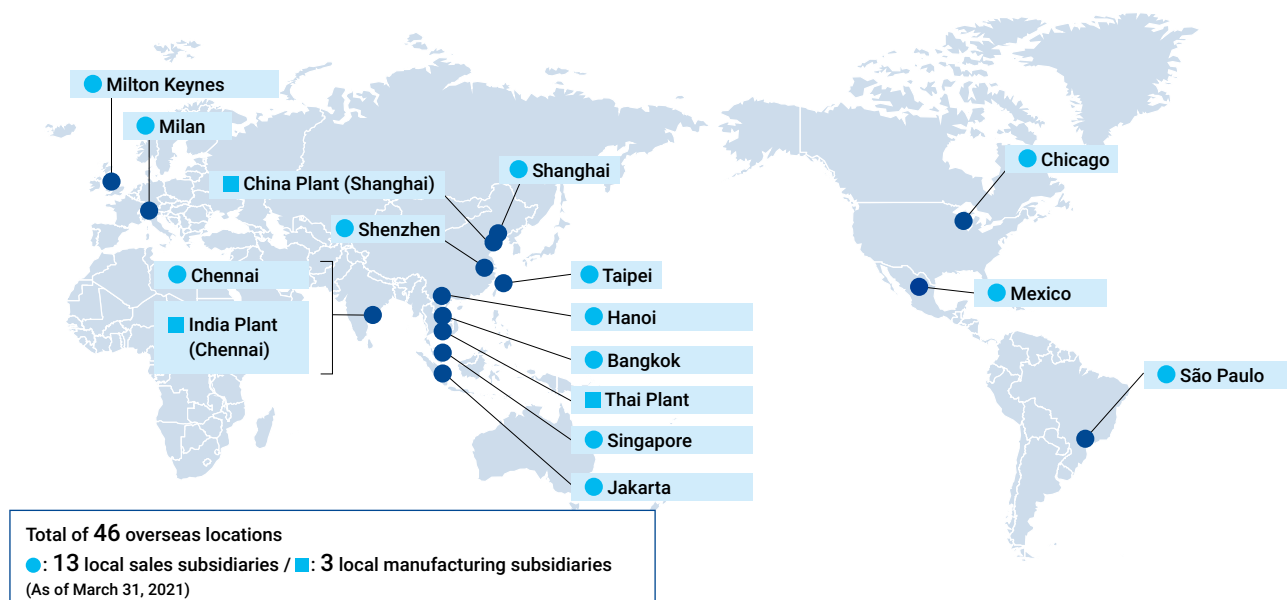 Milton Keynes
Milan
China Plant (Shanghai)
Shanghai
Shenzhen
Chennai
India Plant
(Chennai)
Taipei
Hanoi
Bangkok
Thai Plant
Singapore
Jakarta
Chicago
Mexico
São Paulo
Total of 46 overseas locations
●: 13 local sales subsidiaries / ■: 3 local manufacturing subsidiaries
(As of March 31, 2021)